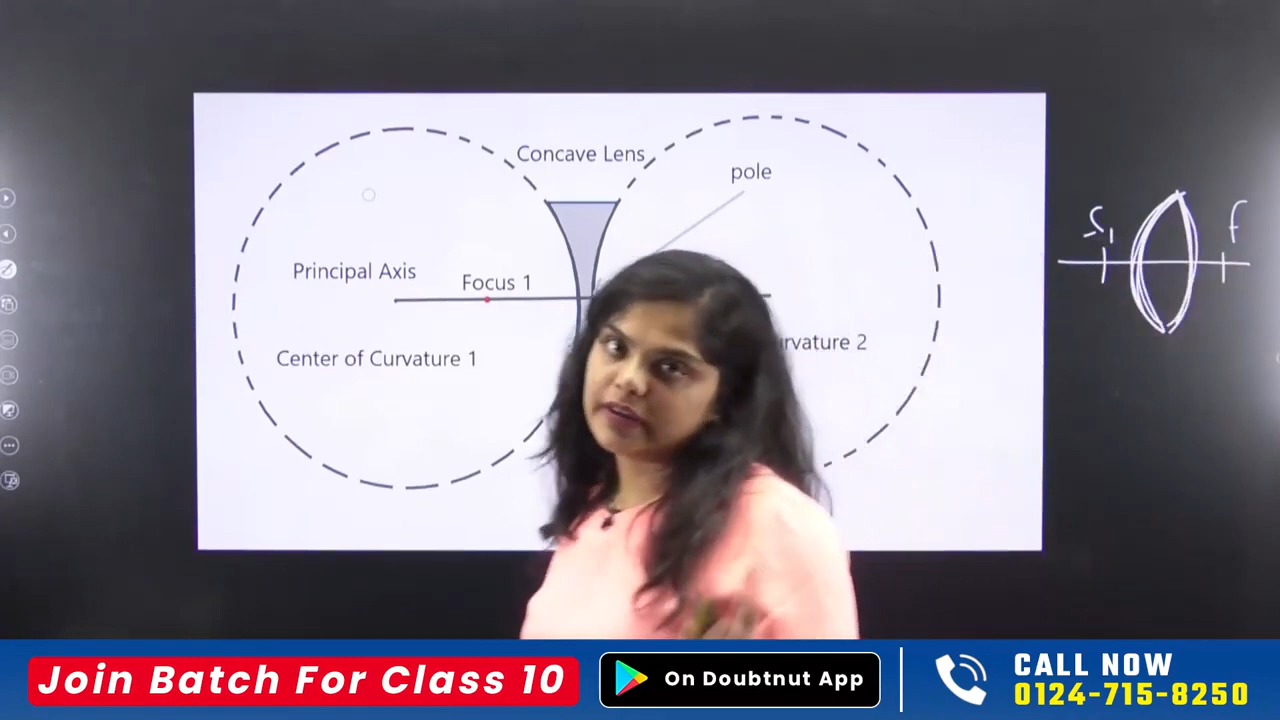 Concave Lens
pole
Principal Axis
Focus 1
Center of Curvature 1
urvature 2
f
Join Batch For Class 10
On Doubtnut App
CALL NOW
0124-715-8250